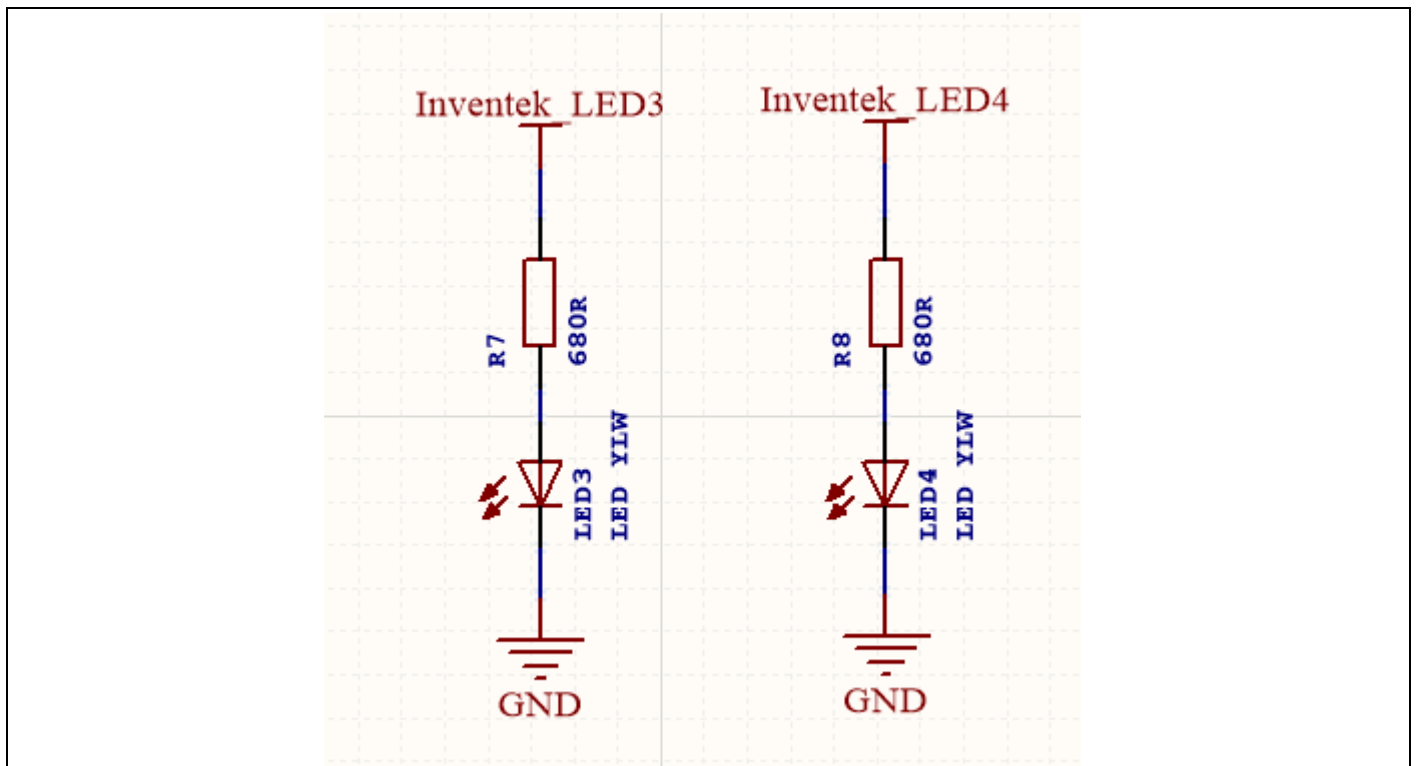 Inventek_LED3
R7
680R
LED3
LED YLW
GND
Inventek_LED4
R8
680R
LED4
LED YLW
GND